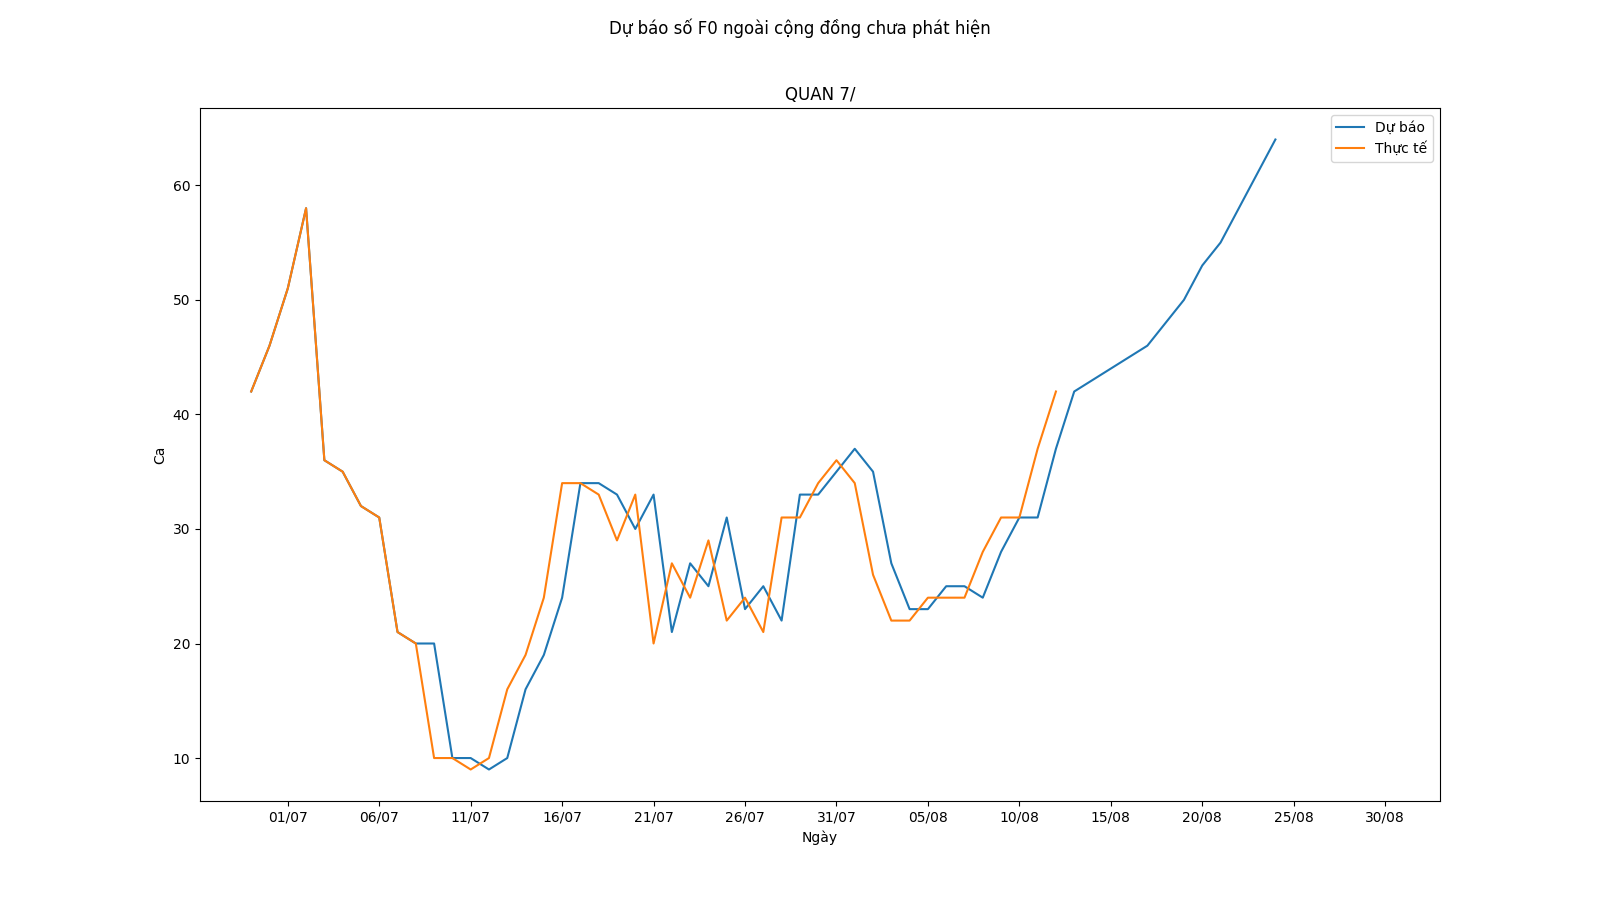 Dự báo số F0 ngoài cộng đồng chưa phát hiện
QUAN 7/
Dự báo
Thực tế
60
50
40
30
20
10
Ca
01/07 06/07 11/07 16/07 21/07 26/07 31/07 05/08 10/08 15/08 20/08 25/08 30/08
Ngày